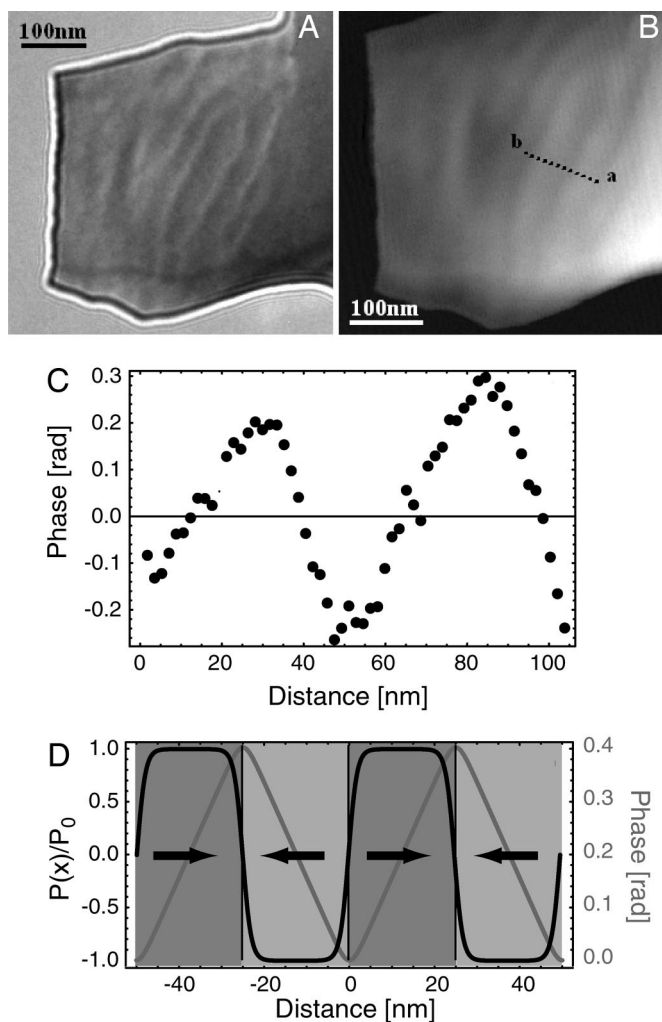 100nm
A
B
b
a
100nm
C
0.3
0.2
0.1
0.0
-0.1
-0.2
Phase [rad]
0 20 40 60 80 100
Distance [nm]
D
1.0
0.5
0.0
-0.5
-1.0
P(x)/P0
0.4
0.3
0.2
0.1
0.0
Phase [rad]
-40 -20 0 20 40
Distance [nm]